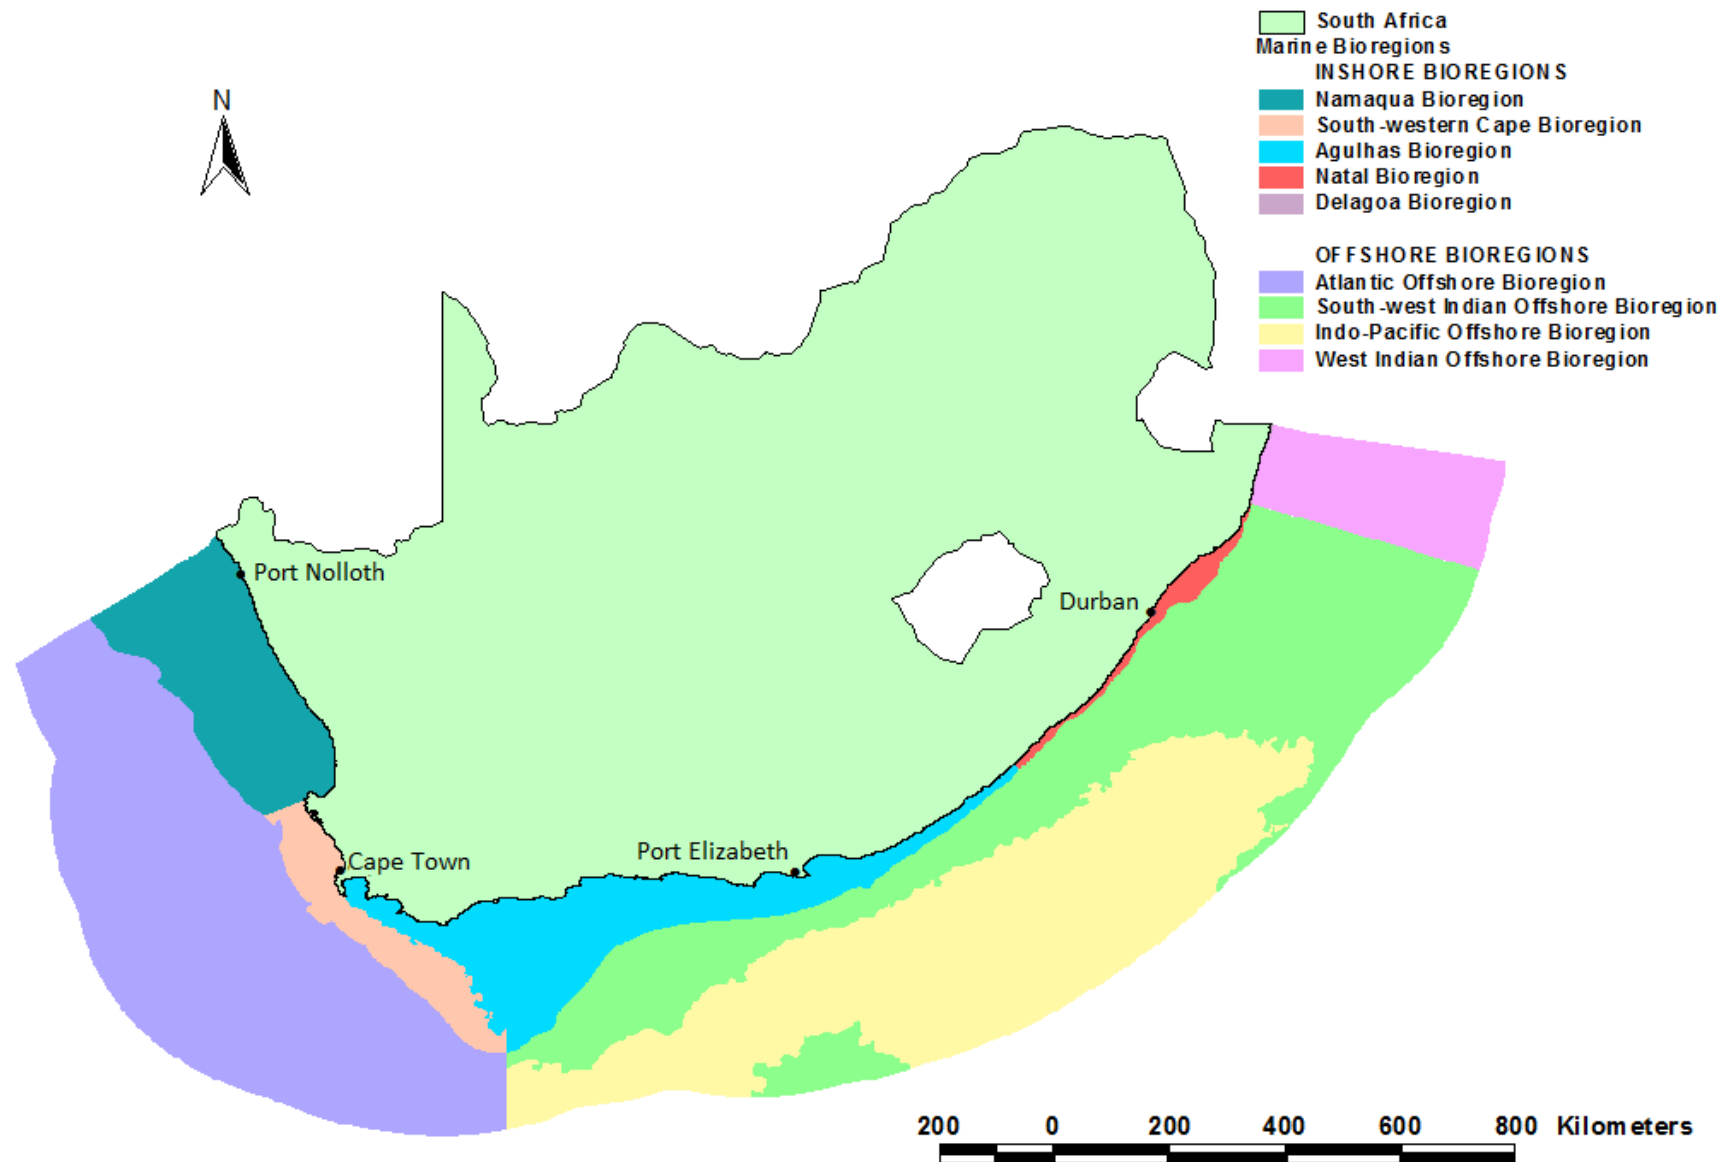 South Africa
Marine Bioregions
INSHORE BIOREGIONS
Namaqua Bioregion
South-western Cape Bioregion
Agulhas Bioregion
Natal Bioregion
Delagoa Bioregion
OFFSHORE BIOREGIONS
Atlantic Offshore Bioregion
South-west Indian Offshore Bioregion
Indo-Pacific Offshore Bioregion
West Indian Offshore Bioregion
N
Port Nolloth
Durban
Port Elizabeth
Cape Town
200 0 200 400 600 800 Kilometers